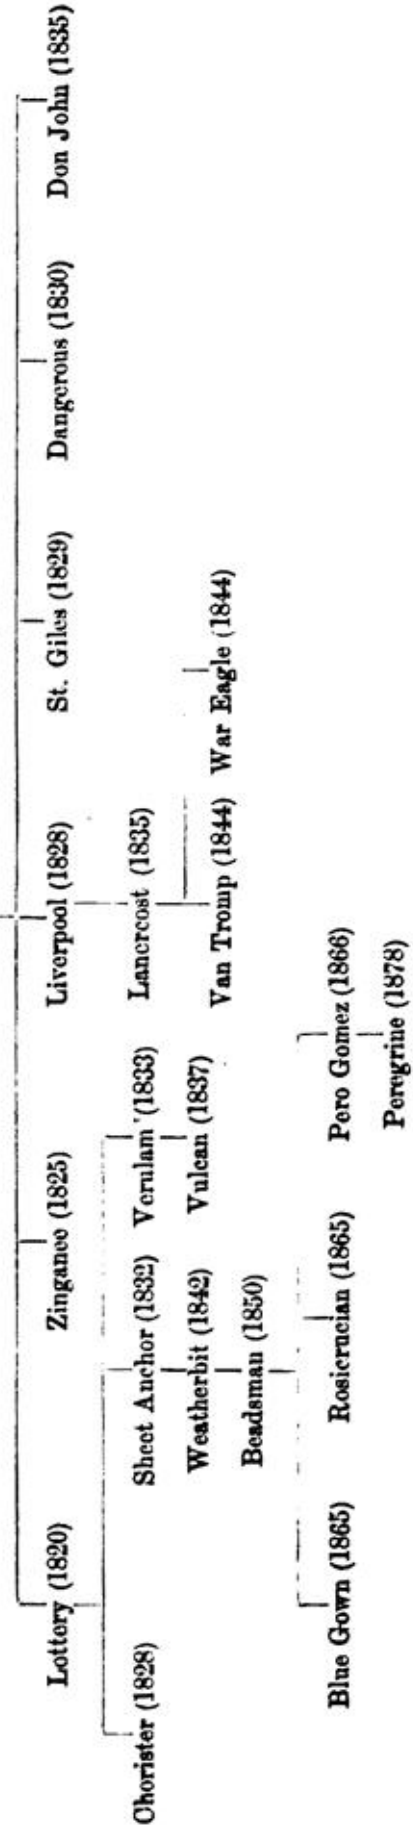 Lottery (1820) Zinganee (1825) Liverpool (1828) St. Giles (1829) Dangerous (1830) Don John (1835)
Chorister (1828) Sheet Anchor (1832) Verulam (1833) Lanercost (1835)
Weatherbit (1842) Vulcan (1837) Van Tromp (1844) War Eagle (1844)
Beadsman (1850)
Blue Gown (1865) Rosicrucian (1865) Pero Gomez (1866)
Peregrine (1878)